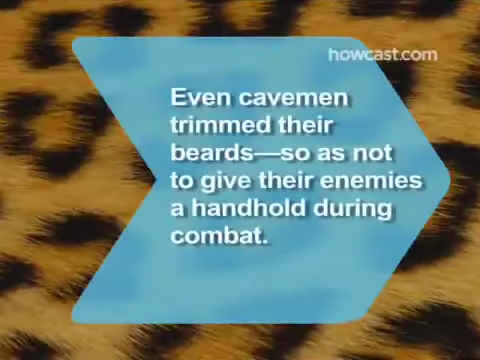 howcast.com
Even cavemen
trimmed their
beards—so as not
to give their enemies
a handhold during
combat.